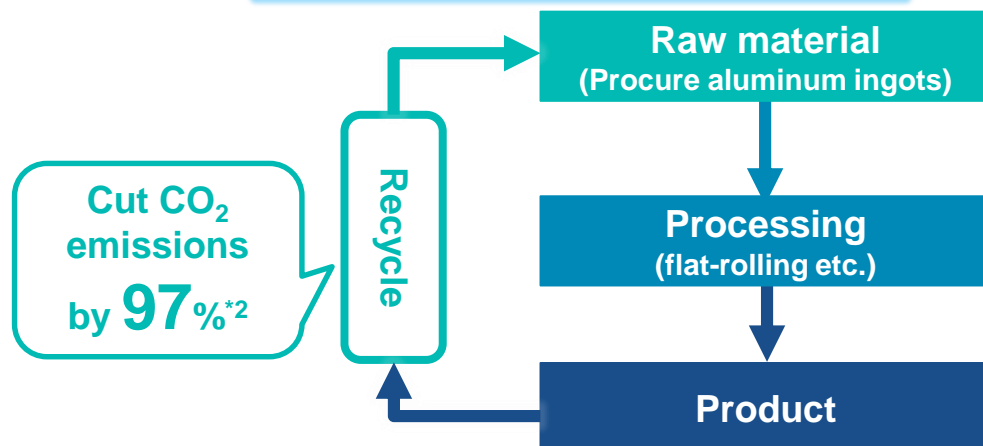 Raw material
(Procure aluminum ingots)
Recycle
Cut CO₂
emissions
by 97%*2
Processing
(flat-rolling etc.)
Product